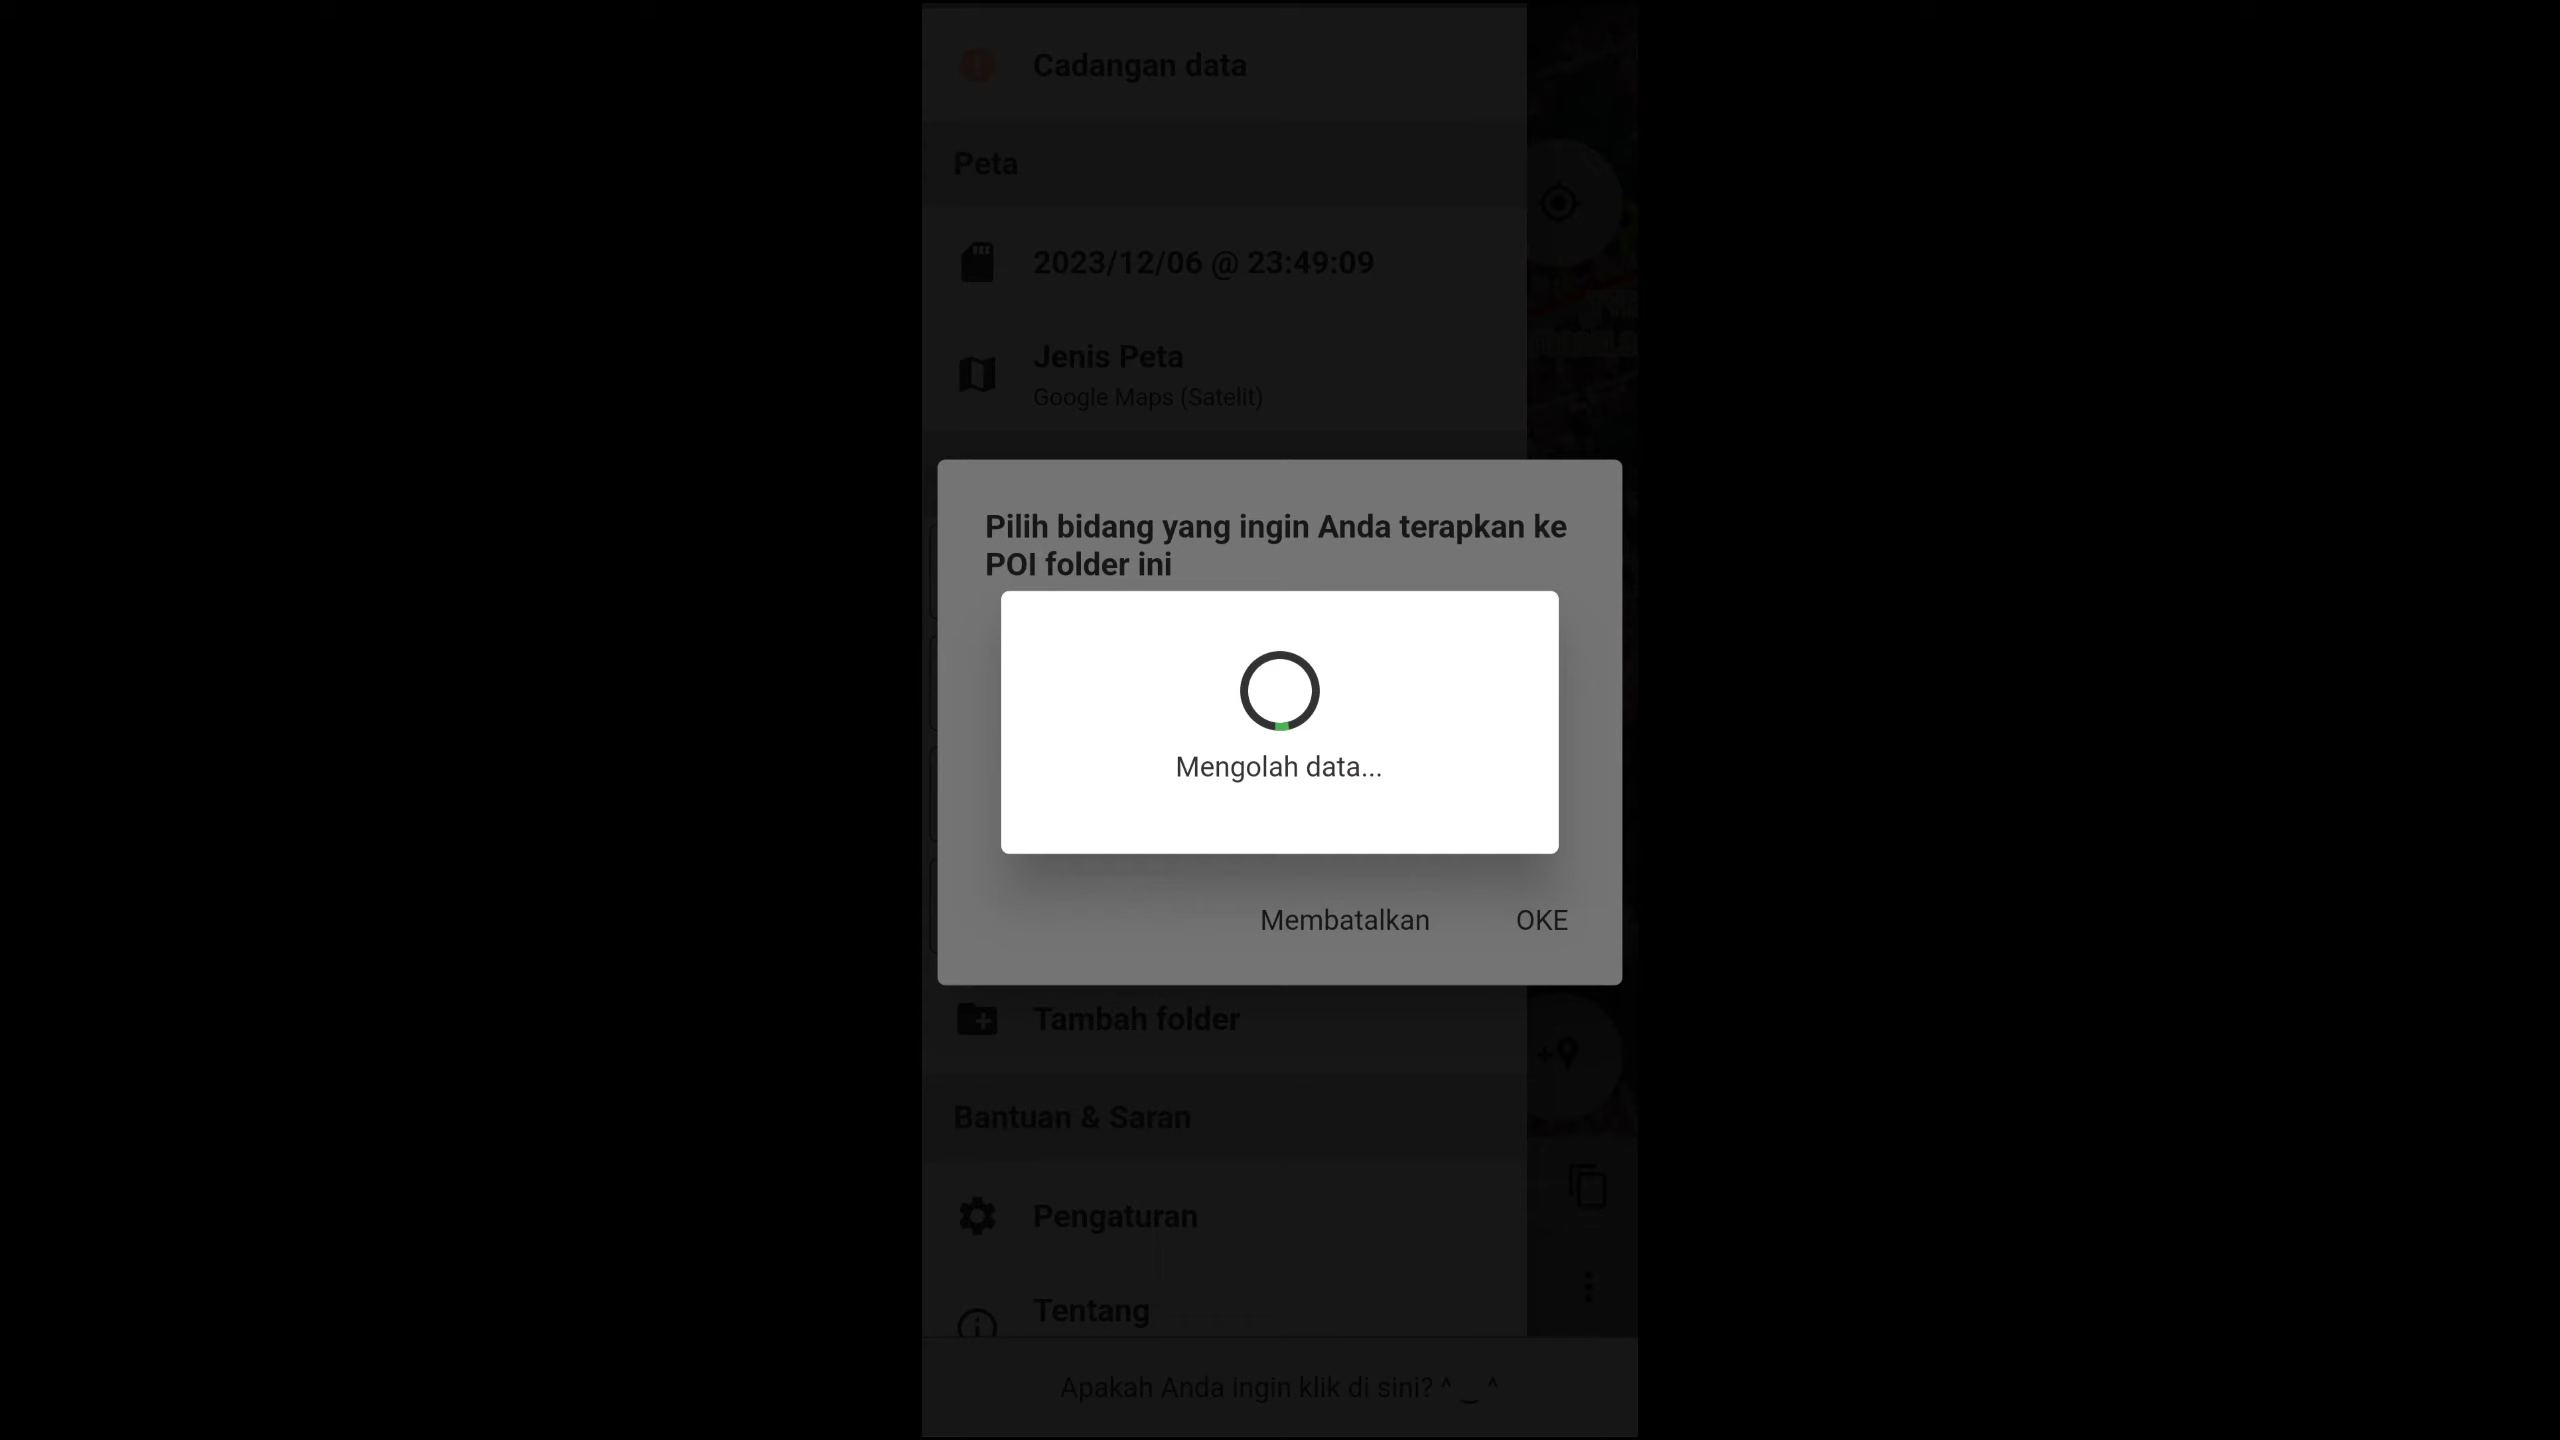 Cadangan data
Peta
2023/12/06 @ 23:49:09
Jenis Peta
Google Maps (Satelit)
Pilih bidang yang ingin Anda terapkan ke
POI folder ini
Mengolah data...
Membatalkan OKE
Tambah folder
Bantuan & Saran
Pengaturan
Tentang
Apakah Anda ingin klik di sini? ^ ‿ ^